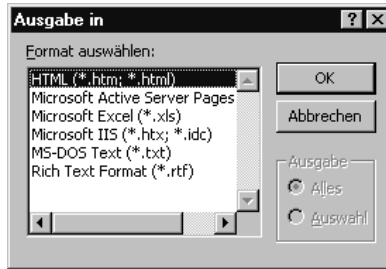 Ausgabe in
Format auswählen:
HTML (*.htm; *.html)
Microsoft Active Server Pages
Microsoft Excel (*.xls)
Microsoft IIS (*.htx; *.idc)
MS-DOS Text (*.txt)
Rich Text Format (*.rtf)
OK
Abbrechen
Ausgabe
Alles
Auswahl